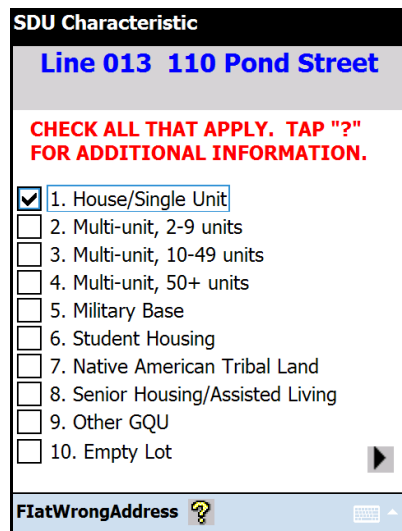 SDU Characteristic
Line 013 110 Pond Street
CHECK ALL THAT APPLY. TAP "?"
FOR ADDITIONAL INFORMATION.
1. House/Single Unit
2. Multi-unit, 2-9 units
3. Multi-unit, 10-49 units
4. Multi-unit, 50+ units
5. Military Base
6. Student Housing
7. Native American Tribal Land
8. Senior Housing/Assisted Living
9. Other GQU
10. Empty Lot
FIatWrongAddress ?